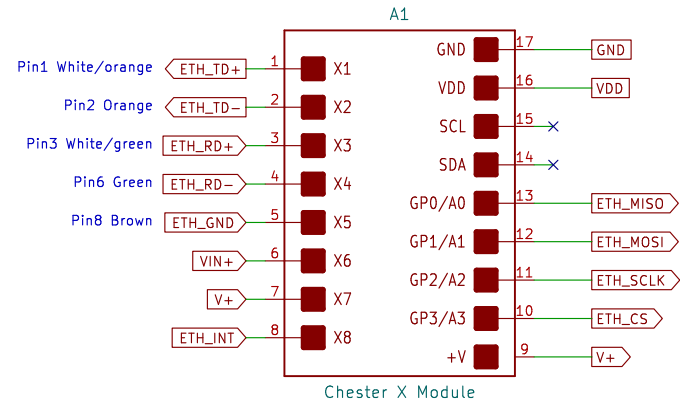 A1
Pin1 White/orange ETH_TD+ 1 X1
Pin2 Orange ETH_TD- 2 X2
Pin3 White/green ETH_RD+ 3 X3
Pin6 Green ETH_RD- 4 X4
Pin8 Brown ETH_GND 5 X5
VIN+ 6 X6
V+ 7 X7
ETH_INT 8 X8
GND 17 GND
VDD 16 VDD
SCL 15
SDA 14
GP0/A0 13 ETH_MISO
GP1/A1 12 ETH_MOSI
GP2/A2 11 ETH_SCLK
GP3/A3 10 ETH_CS
+V 9 V+
Chester X Module